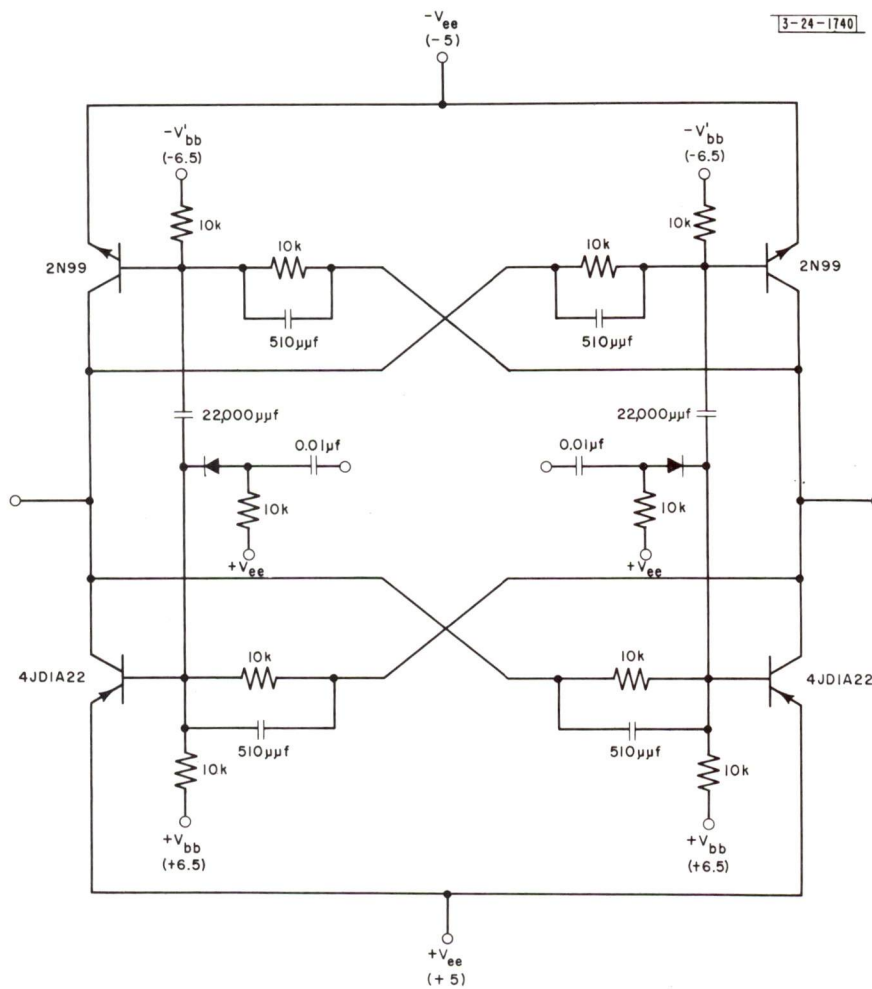 3-24-1740
-Vee
(-5)
-V'bb
(-6.5)
-V'bb
(-6.5)
10k
10k
10k
10k
2N99
2N99
510μμf
510μμf
22,000μμf
22,000μμf
0.01μf
0.01μf
10k
10k
+Vee
+Vee
10k
10k
4JD1A22
4JD1A22
510μμf
510μμf
10k
10k
+Vbb
(+6.5)
+Vbb
(+6.5)
+Vee
(+5)